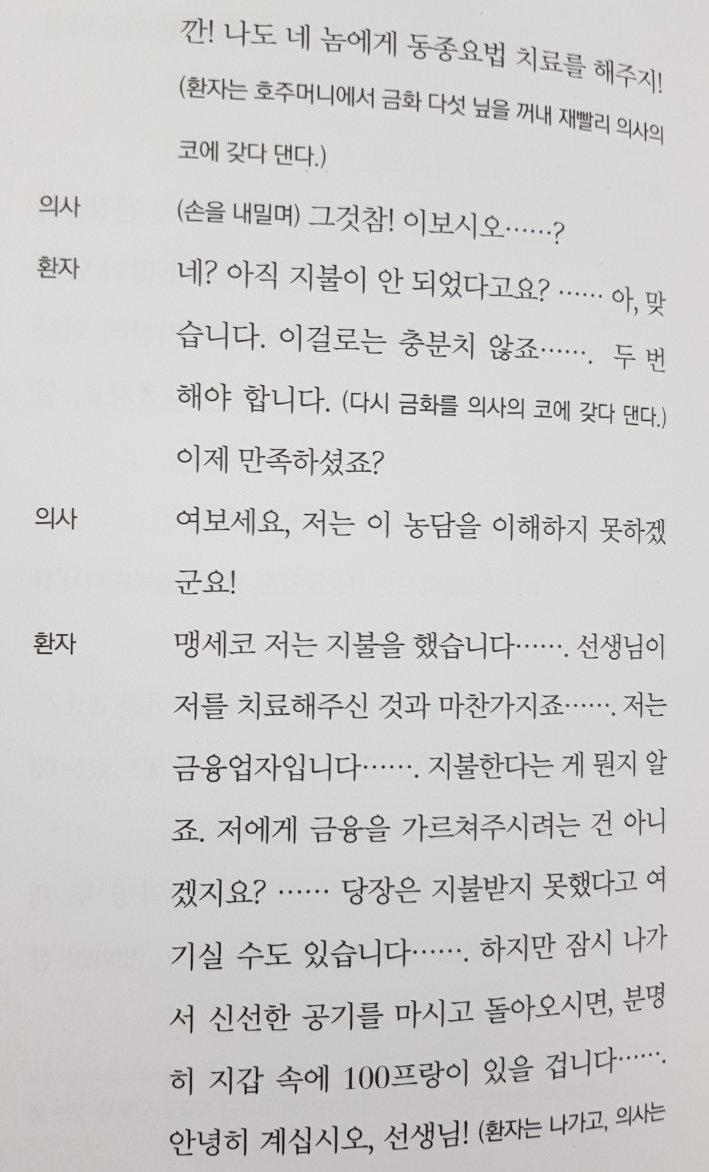 깐! 나도 네 놈에게 동종요법 치료를 해주지!
(환자는 호주머니에서 금화 다섯 닢을 꺼내 재빨리 의사의
코에 갖다 댄다.)
의사 (손을 내밀며) 그것참! 이보시오……?
환자 네? 아직 지불이 안 되었다고요? …… 아, 맞
습니다. 이걸로는 충분치 않죠……. 두 번
해야 합니다. (다시 금화를 의사의 코에 갖다 댄다.)
이제 만족하셨죠?
의사 여보세요, 저는 이 농담을 이해하지 못하겠
군요!
환자 맹세코 저는 지불을 했습니다……. 선생님이
저를 치료해주신 것과 마찬가지죠……. 저는
금융업자입니다……. 지불한다는 게 뭔지 알
죠. 저에게 금융을 가르쳐주시려는 건 아니
겠지요? …… 당장은 지불받지 못했다고 여
기실 수도 있습니다……. 하지만 잠시 나가
서 신선한 공기를 마시고 돌아오시면, 분명
히 지갑 속에 100프랑이 있을 겁니다…….
안녕히 계십시오, 선생님! (환자는 나가고, 의사는